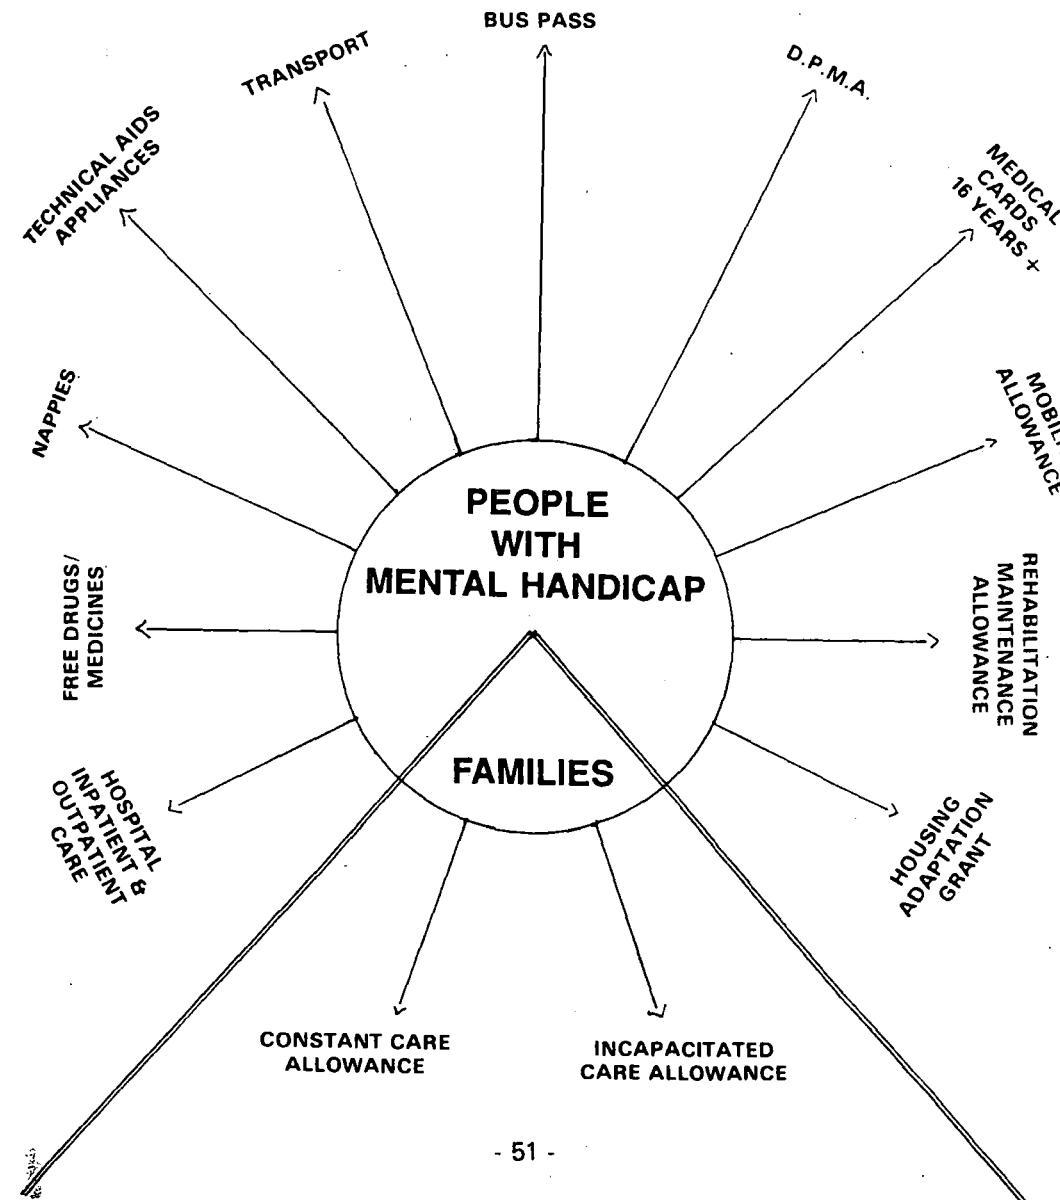 BUS PASS
TRANSPORT
D.P.M.A.
TECHNICAL AIDS
APPLIANCES
MEDICAL
CARDS
16 YEARS +
NAPPIES
ALLOWANCE
PEOPLE
WITH
MENTAL HANDICAP
FREE DRUGS/
MEDICINES
REHABILITATION
MAINTENANCE
ALLOWANCE
FAMILIES
HOSPITAL
INPATIENT &
OUTPATIENT
CARE
HOUSING
ADAPTATION
GRANT
CONSTANT CARE
ALLOWANCE
INCAPACITATED
CARE ALLOWANCE
- 51 -